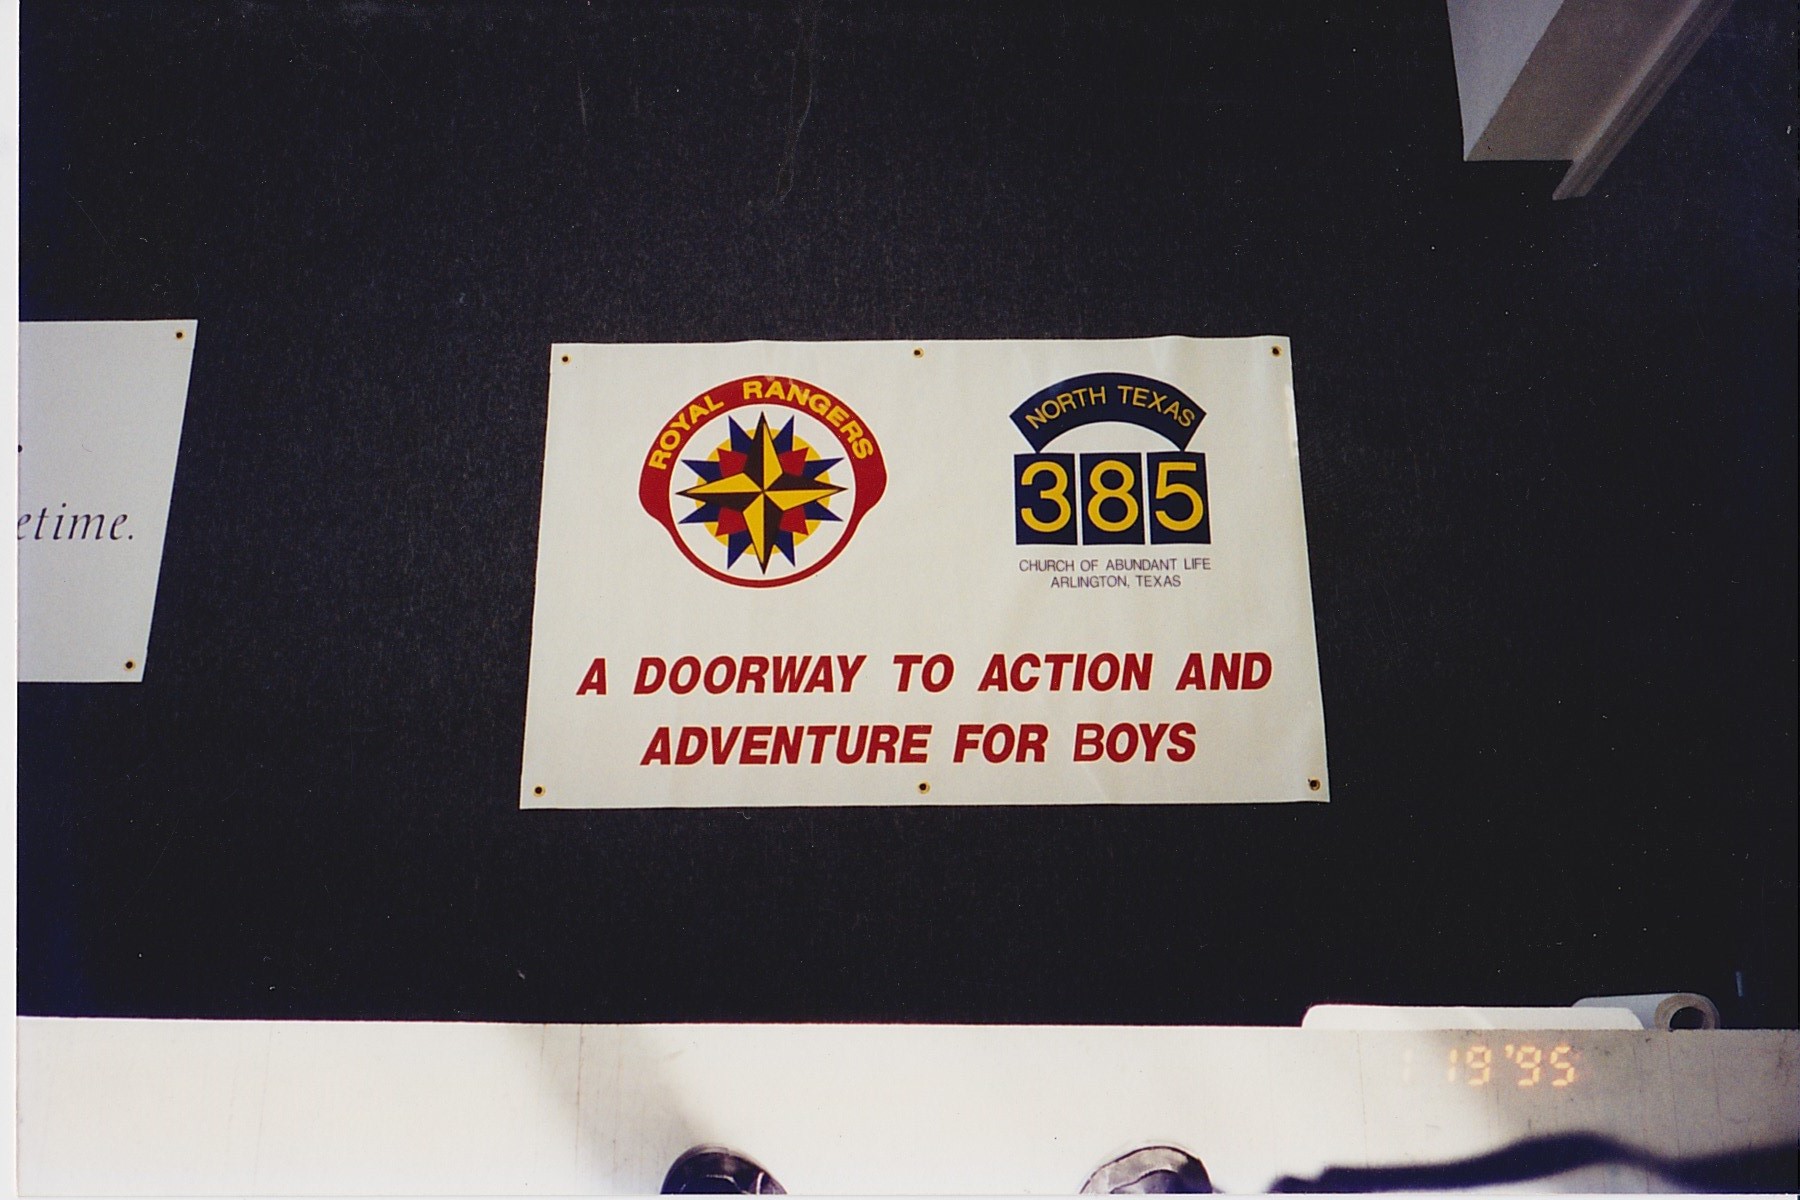 etime.
ROYAL RANGERS
NORTH TEXAS
385
CHURCH OF ABUNDANT LIFE
ARLINGTON, TEXAS
A DOORWAY TO ACTION AND
ADVENTURE FOR BOYS
1 19 '95